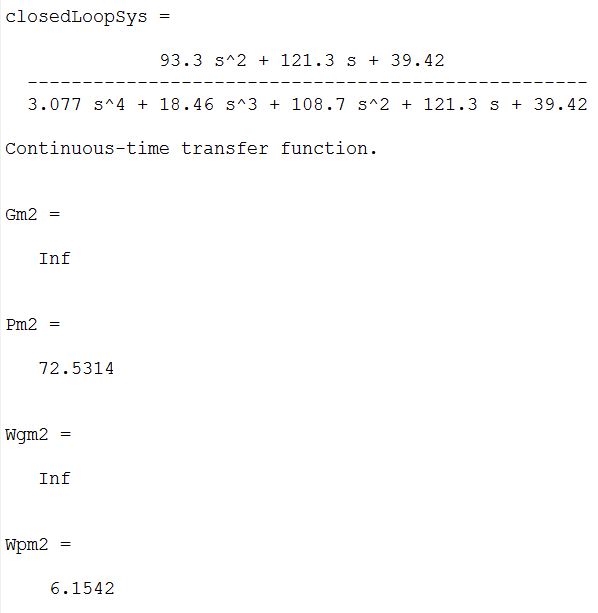 closedLoopSys =
93.3 s^2 + 121.3 s + 39.42
---------------------------------------------------
3.077 s^4 + 18.46 s^3 + 108.7 s^2 + 121.3 s + 39.42
Continuous-time transfer function.
Gm2 =
Inf
Pm2 =
72.5314
Wgm2 =
Inf
Wpm2 =
6.1542